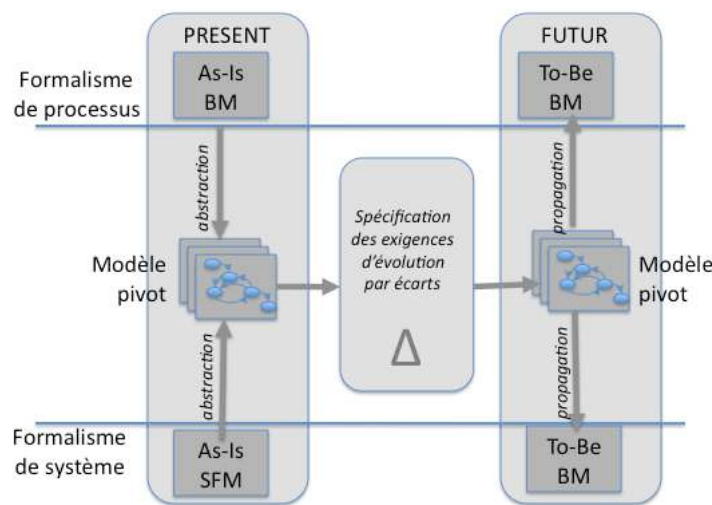 PRESENT
FUTUR
Formalisme
de processus
As-Is
BM
To-Be
BM
abstraction
propagation
Modèle
pivot
Spécification
des exigences
d'évolution
par écarts
Δ
Modèle
pivot
abstraction
propagation
Formalisme
de système
As-Is
SFM
To-Be
BM